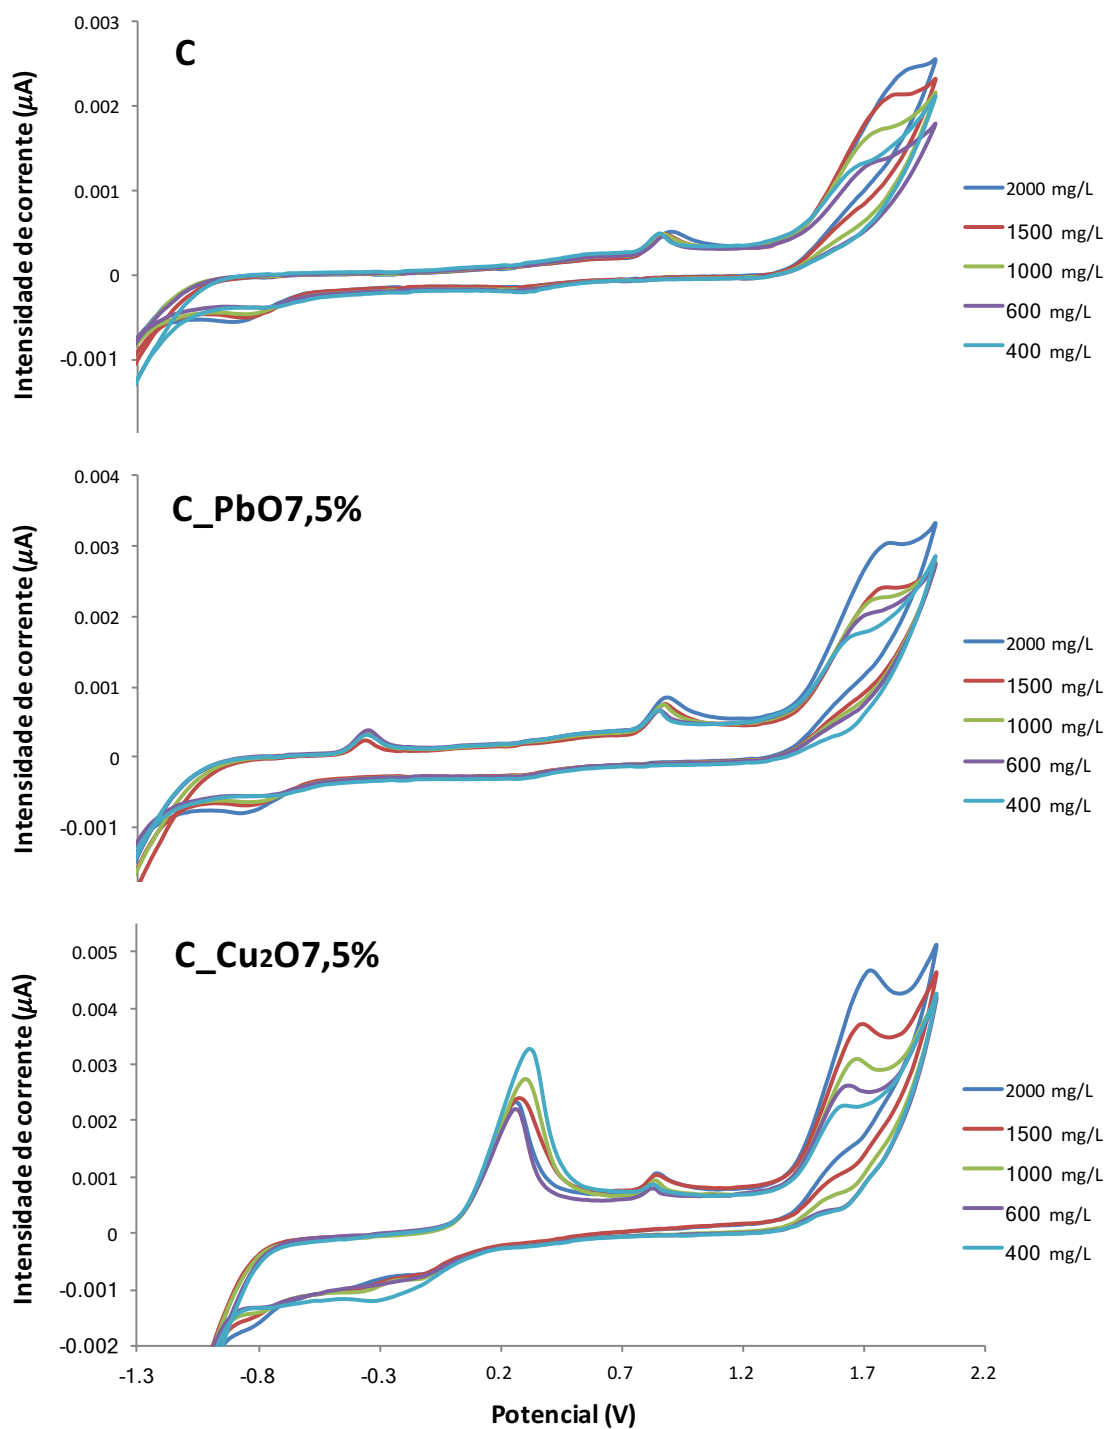 C
Intensidade de corrente (µA)
0.003
0.002
0.001
0
-0.001
2000 mg/L
1500 mg/L
1000 mg/L
600 mg/L
400 mg/L
C_PbO7,5%
Intensidade de corrente (µA)
0.004
0.003
0.002
0.001
0
-0.001
2000 mg/L
1500 mg/L
1000 mg/L
600 mg/L
400 mg/L
C_Cu₂O7,5%
Intensidade de corrente (µA)
0.005
0.004
0.003
0.002
0.001
0
-0.001
-0.002
2000 mg/L
1500 mg/L
1000 mg/L
600 mg/L
400 mg/L
-1.3 -0.8 -0.3 0.2 0.7 1.2 1.7 2.2
Potencial (V)